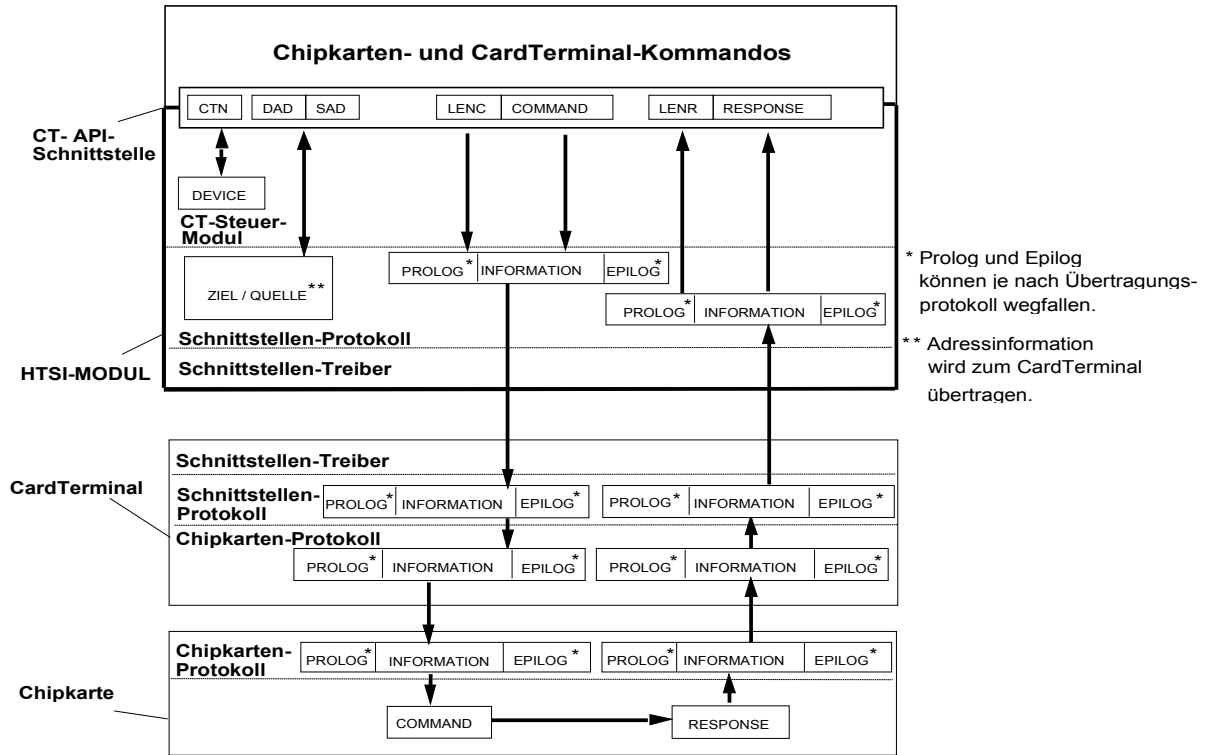 Chipkarten- und CardTerminal-Kommandos
CTN DAD SAD LENC COMMAND LENR RESPONSE
CT- API-
Schnittstelle
DEVICE
CT-Steuer-
Modul
PROLOG* INFORMATION EPILOG*
ZIEL / QUELLE**
PROLOG* INFORMATION EPILOG*
* Prolog und Epilog
können je nach Übertragungs-
protokoll wegfallen.
Schnittstellen-Protokoll
HTSI-MODUL
Schnittstellen-Treiber
** Adressinformation
wird zum CardTerminal
übertragen.
Schnittstellen-Treiber
CardTerminal
Schnittstellen-
Protokoll
PROLOG* INFORMATION EPILOG* PROLOG* INFORMATION EPILOG*
Chipkarten-Protokoll
PROLOG* INFORMATION EPILOG* PROLOG* INFORMATION EPILOG*
Chipkarten-
Protokoll
PROLOG* INFORMATION EPILOG* PROLOG* INFORMATION EPILOG*
Chipkarte
COMMAND RESPONSE